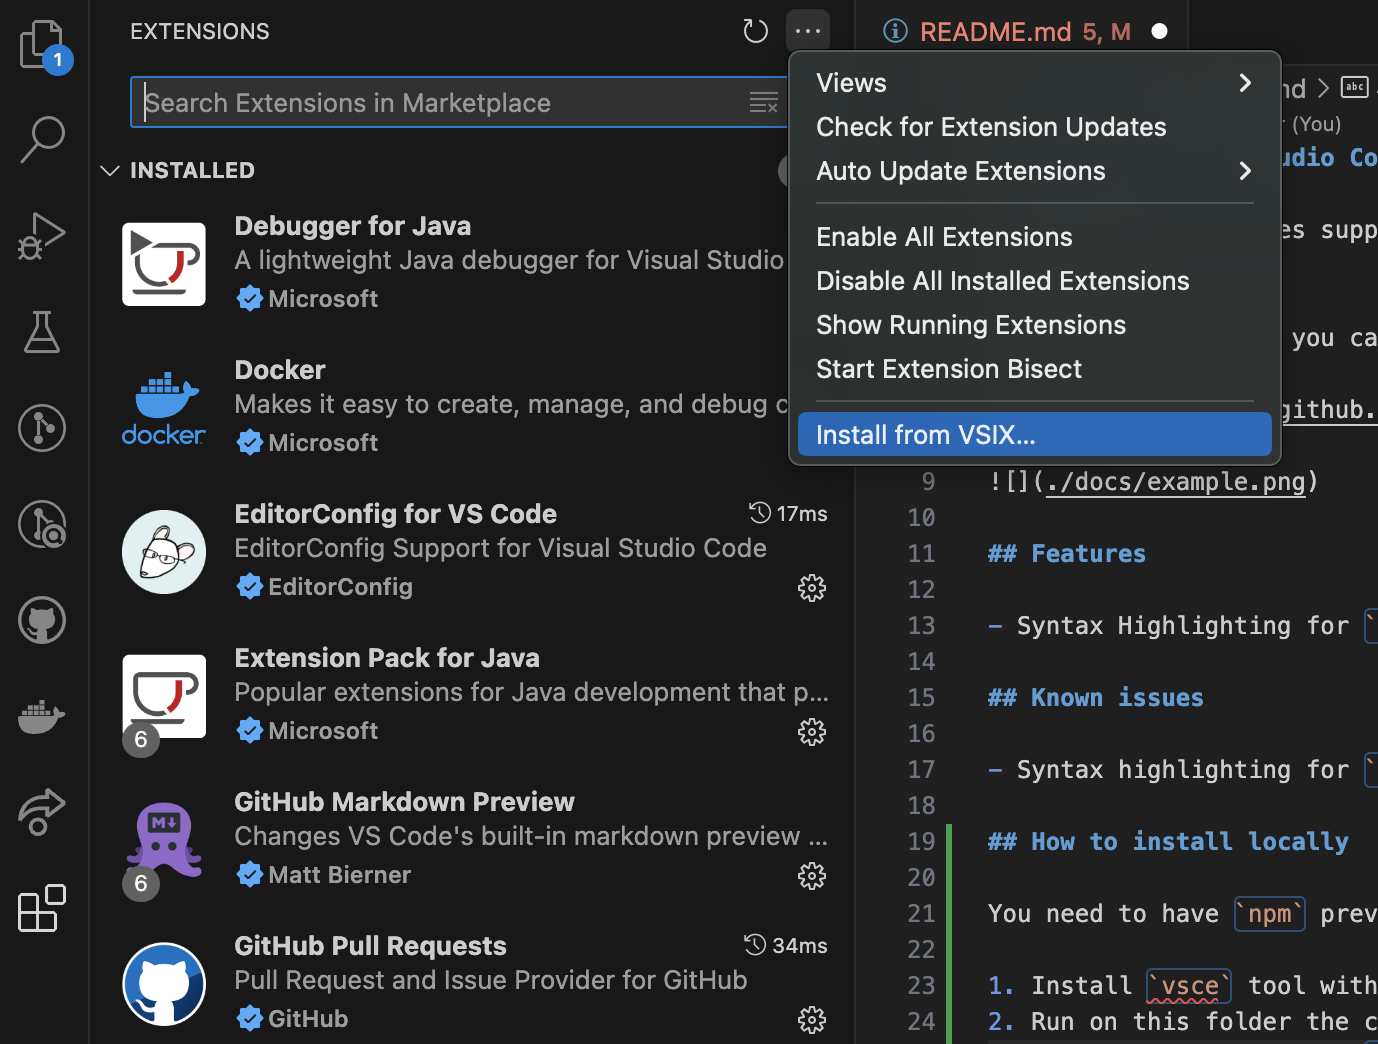 1
EXTENSIONS
Search Extensions in Marketplace
INSTALLED
Debugger for Java
A lightweight Java debugger for Visual Studio
Microsoft
docker
Docker
Makes it easy to create, manage, and debug c
Microsoft
EditorConfig for VS Code
17ms
EditorConfig Support for Visual Studio Code
EditorConfig
Extension Pack for Java
Popular extensions for Java development that p...
6
Microsoft
M
GitHub Markdown Preview
Changes VS Code's built-in markdown preview ...
6
Matt Bierner
GitHub Pull Requests
34ms
Pull Request and Issue Provider for GitHub
GitHub
README.md 5, M
Views
Check for Extension Updates
Auto Update Extensions
Enable All Extensions
Disable All Installed Extensions
Show Running Extensions
Start Extension Bisect
Install from VSIX...
nd > abc
(You)
udio Co
es supp
you ca
github.
9 ![](./docs/example.png)
10
11 ## Features
12
13 - Syntax Highlighting for `
14
15 ## Known issues
16
17 - Syntax highlighting for `
18
19 ## How to install locally
20
21 You need to have `npm` prev
22
23 1. Install `vsce` tool with
24 2. Run on this folder the c